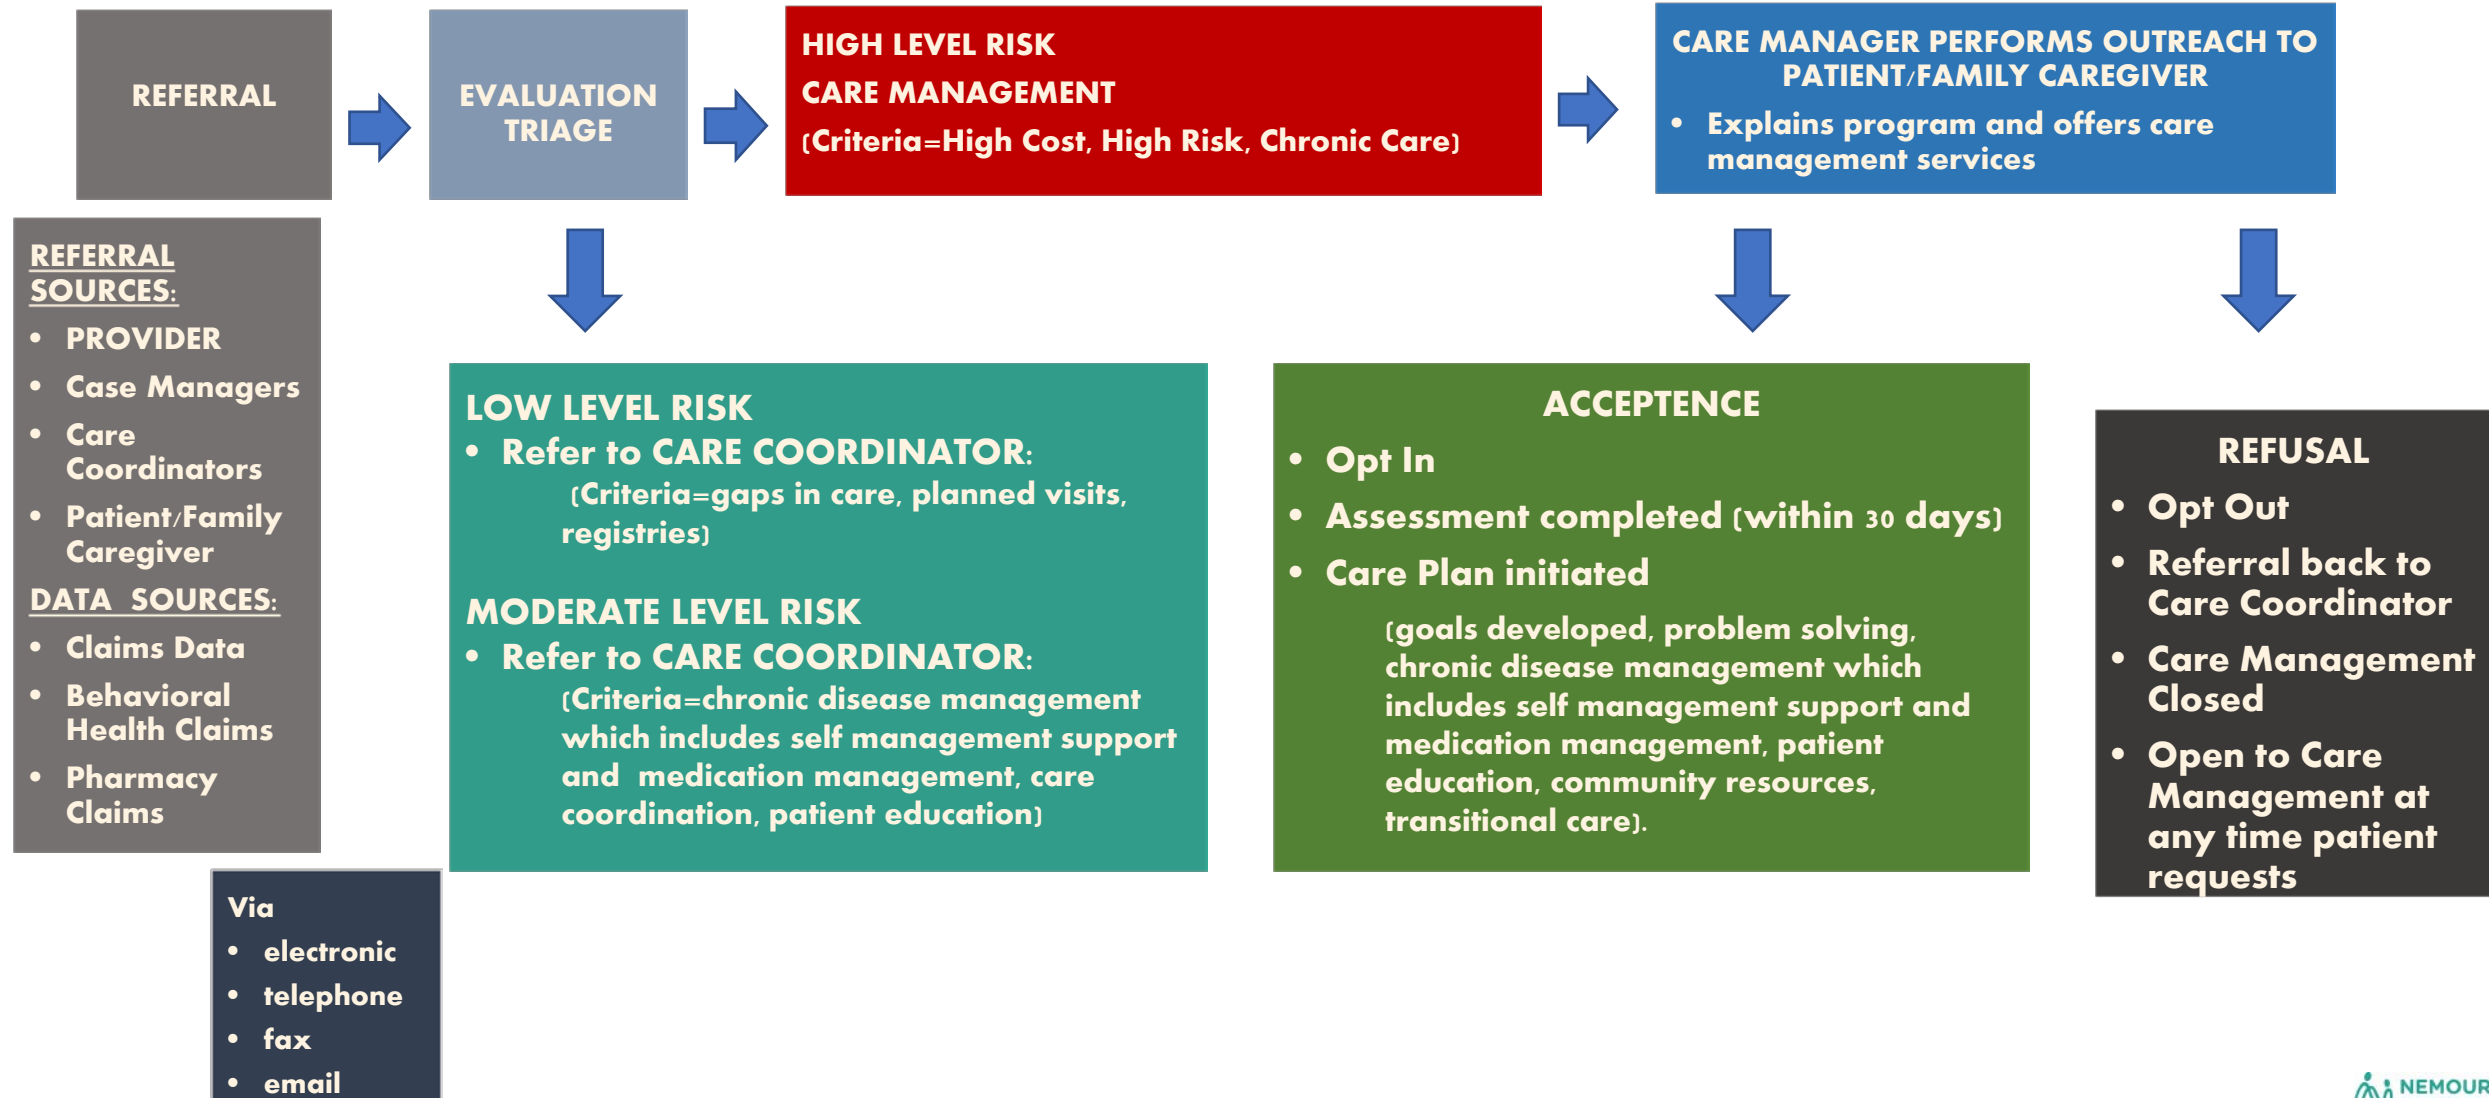 REFERRAL
EVALUATION
TRIAGE
HIGH LEVEL RISK
CARE MANAGEMENT
(Criteria=High Cost, High Risk, Chronic Care)
CARE MANAGER PERFORMS OUTREACH TO
PATIENT/FAMILY CAREGIVER
• Explains program and offers care
management services
REFERRAL
SOURCES:
• PROVIDER
• Case Managers
• Care
Coordinators
• Patient/Family
Caregiver
DATA SOURCES:
• Claims Data
• Behavioral
Health Claims
• Pharmacy
Claims
Via
• electronic
• telephone
• fax
• email
LOW LEVEL RISK
• Refer to CARE COORDINATOR:
(Criteria=gaps in care, planned visits,
registries)
MODERATE LEVEL RISK
• Refer to CARE COORDINATOR:
(Criteria=chronic disease management
which includes self management support
and medication management, care
coordination, patient education)
ACCEPTENCE
• Opt In
• Assessment completed (within 30 days)
• Care Plan initiated
(goals developed, problem solving,
chronic disease management which
includes self management support and
medication management, patient
education, community resources,
transitional care).
REFUSAL
• Opt Out
• Referral back to
Care Coordinator
• Care Management
Closed
• Open to Care
Management at
any time patient
requests
NEMOUR